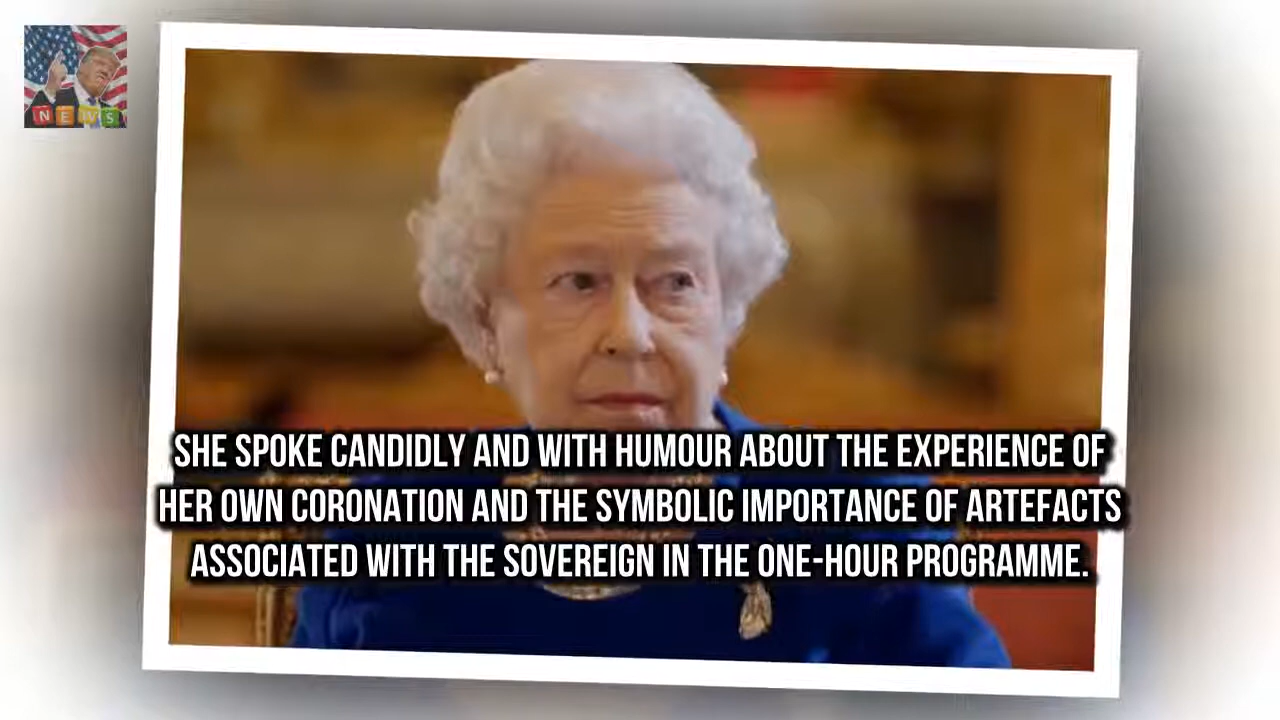 NEWS
SHE SPOKE CANDIDLY AND WITH HUMOUR ABOUT THE EXPERIENCE OF
HER OWN CORONATION AND THE SYMBOLIC IMPORTANCE OF ARTEFACTS
ASSOCIATED WITH THE SOVEREIGN IN THE ONE-HOUR PROGRAMME.